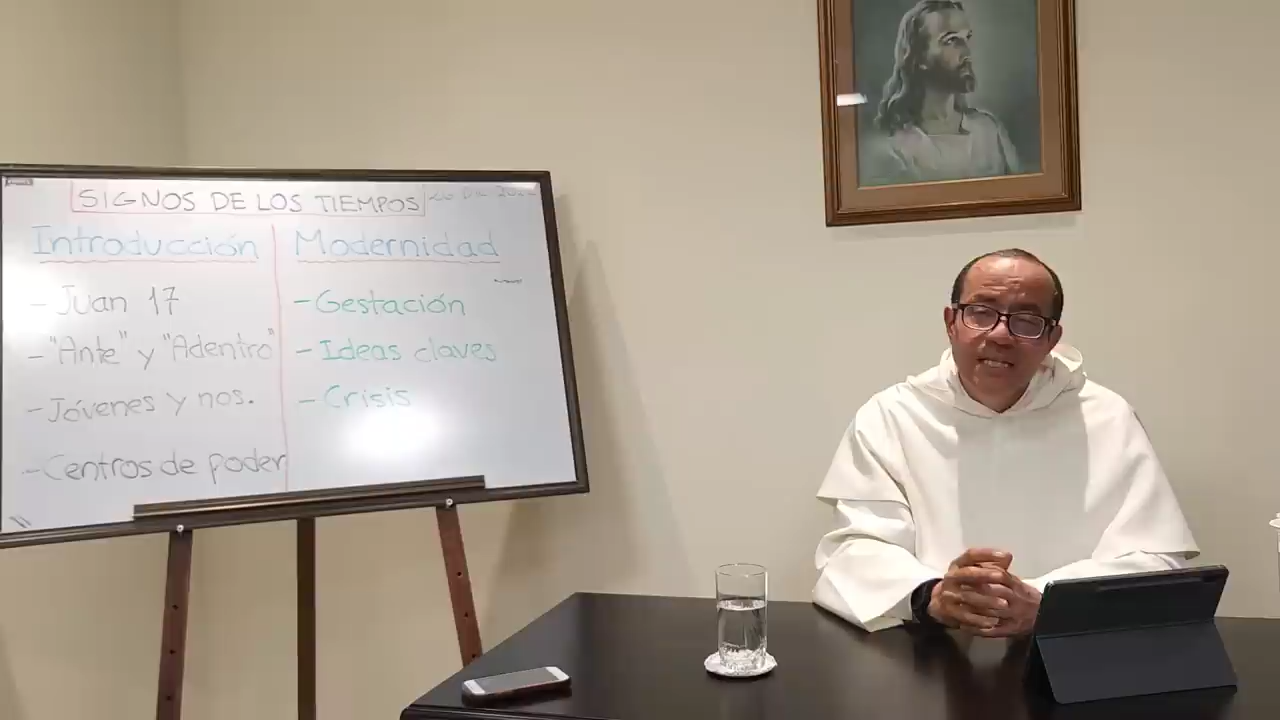 SIGNOS DE LOS TIEMPOS
Introducción
- Juan 17
- "Ante" y "Adentro"
- Jóvenes y nos.
- Centros de poder
Modernidad
- Gestación
- Ideas claves
- Crisis